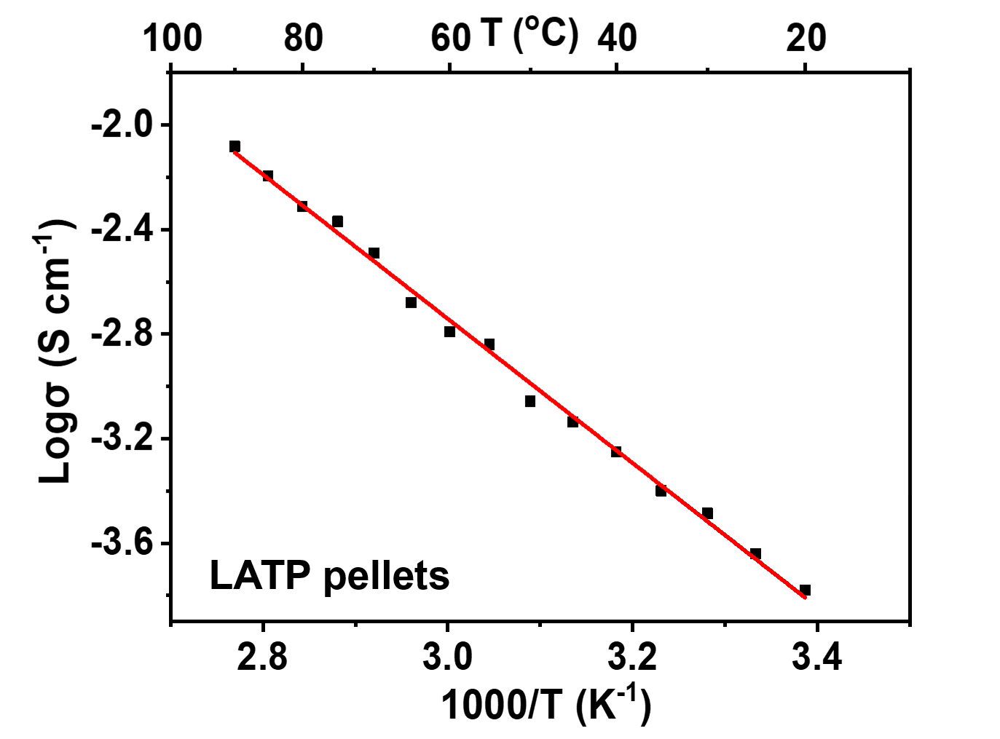 100 80 60 T (°C) 40 20
-2.0
-2.4
-2.8
-3.2
-3.6
Logσ (S cm⁻¹)
LATP pellets
2.8 3.0 3.2 3.4
1000/T (K⁻¹)